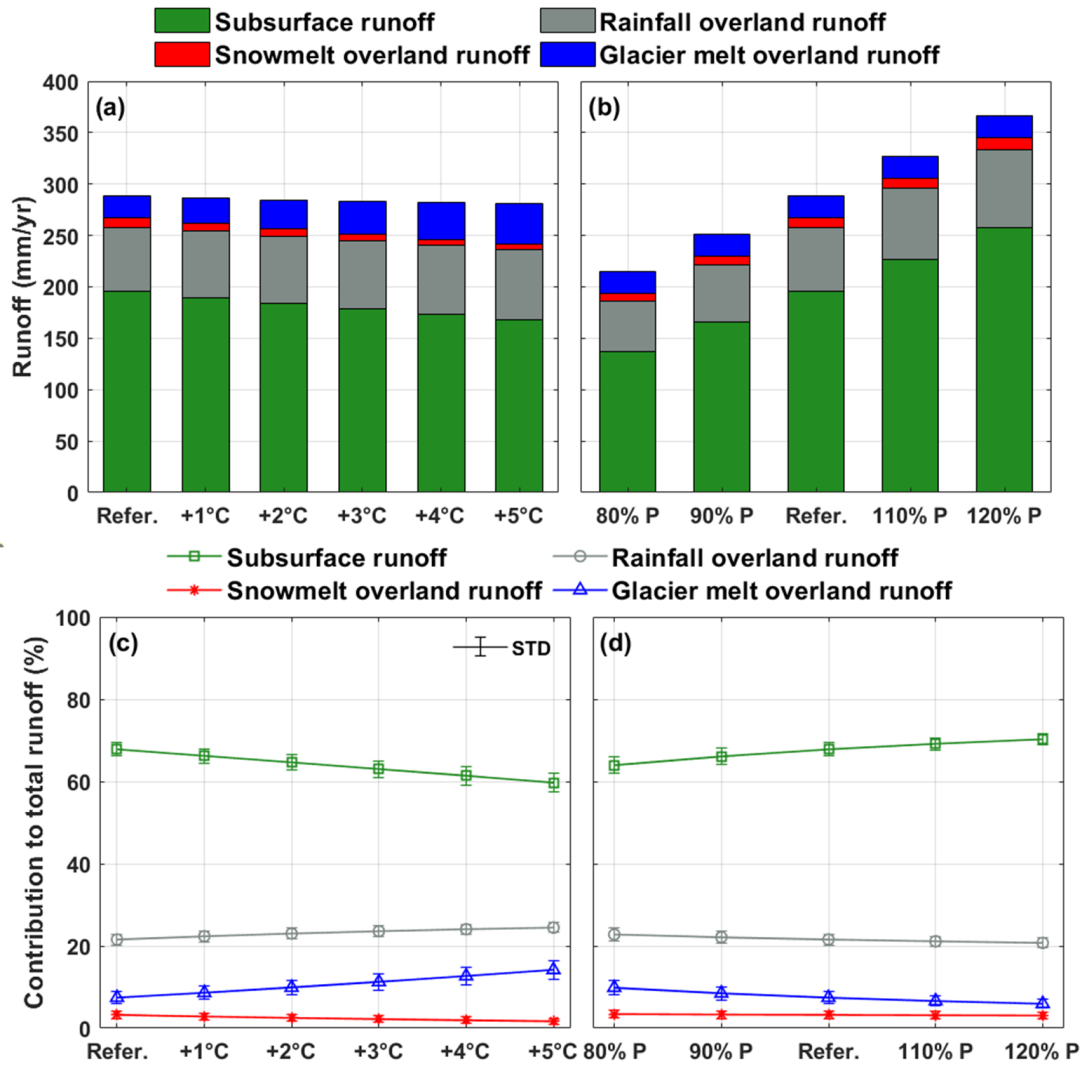 Subsurface runoff Rainfall overland runoff
Snowmelt overland runoff Glacier melt overland runoff
(a) (b)
Runoff (mm/yr)
400
350
300
250
200
150
100
50
0
Refer. +1°C +2°C +3°C +4°C +5°C 80% P 90% P Refer. 110% P 120% P
Subsurface runoff Rainfall overland runoff
Snowmelt overland runoff Glacier melt overland runoff
(c) STD (d)
Contribution to total runoff (%)
100
80
60
40
20
0
Refer. +1°C +2°C +3°C +4°C +5°C 80% P 90% P Refer. 110% P 120% P